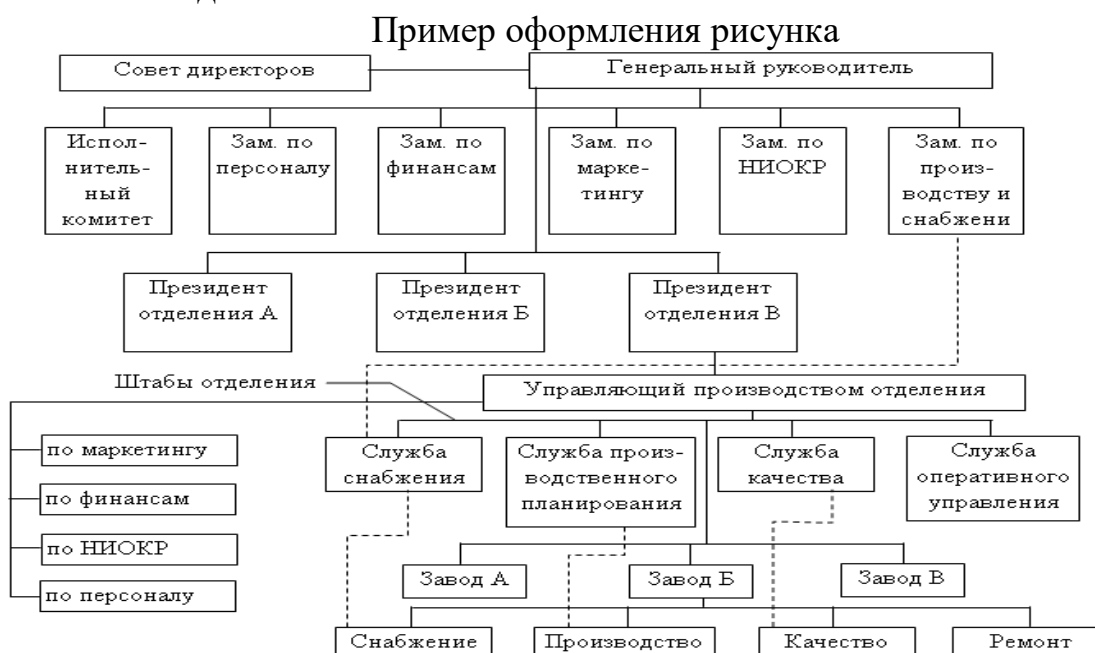 Пример оформления рисунка
Совет директоров
Генеральный руководитель
Испол-
нитель-
ный
комитет
Зам. по
персоналу
Зам. по
финансам
Зам. по
марке-
тингу
Зам. по
НИОКР
Зам. по
произ-
водству и
снабжени
Президент
отделения А
Президент
отделения Б
Президент
отделения В
Штабы отделения
Управляющий производством отделения
по маркетингу
по финансам
по НИОКР
по персоналу
Служба
снабжения
Служба произ-
водственного
планирования
Служба
качества
Служба
оперативного
управления
Завод А
Завод Б
Завод В
Снабжение
Производство
Качество
Ремонт